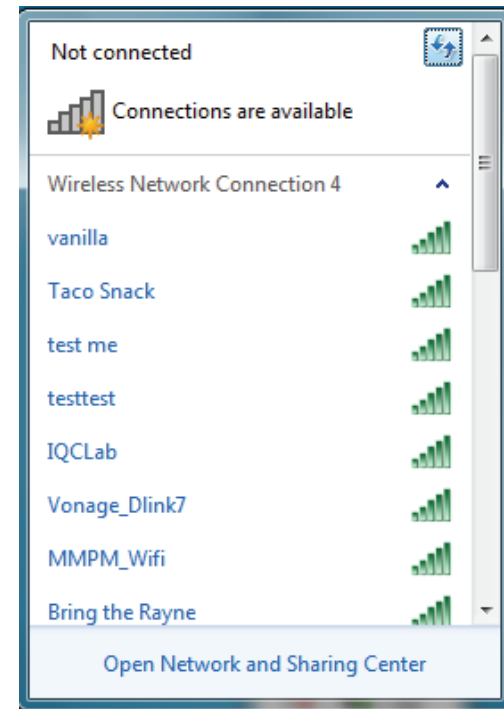 Not connected
Connections are available
Wireless Network Connection 4
vanilla
Taco Snack
test me
testtest
IQCLab
Vonage_Dlink7
MMPM_Wifi
Bring the Rayne
Open Network and Sharing Center